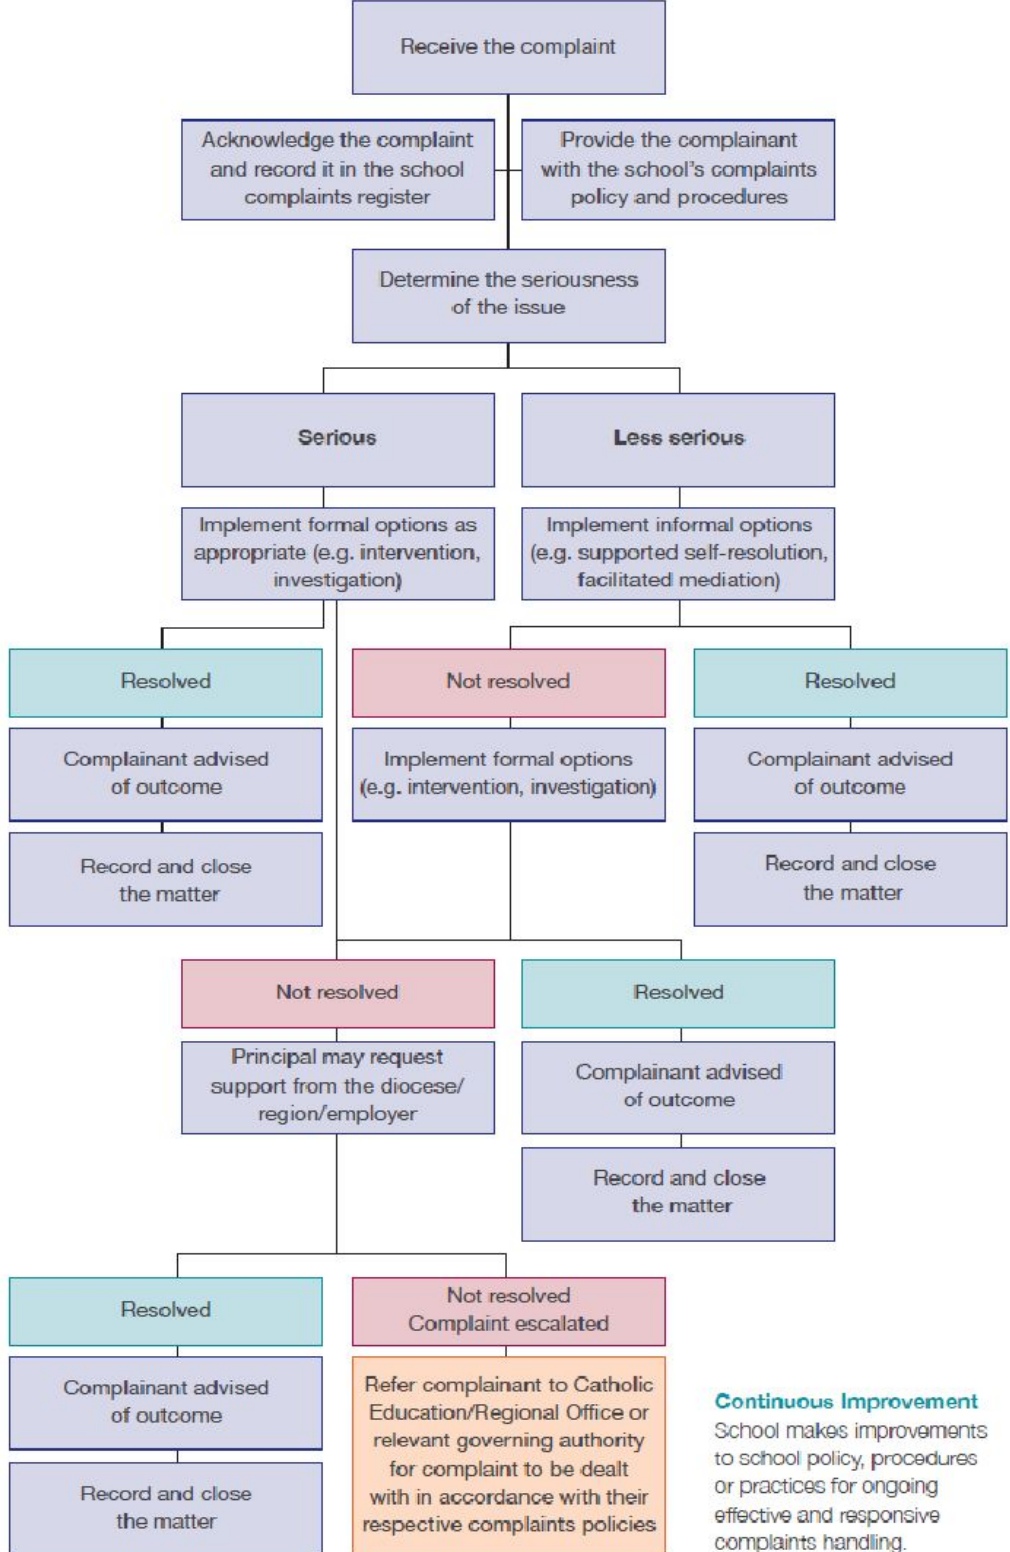 Receive the complaint
Acknowledge the complaint
and record it in the school
complaints register
Provide the complainant
with the school's complaints
policy and procedures
Determine the seriousness
of the issue
Serious
Less serious
Implement formal options as
appropriate (e.g. intervention,
investigation)
Implement informal options
(e.g. supported self-resolution,
facilitated mediation)
Resolved
Not resolved
Resolved
Complainant advised
of outcome
Implement formal options
(e.g. intervention, investigation)
Complainant advised
of outcome
Record and close
the matter
Record and close
the matter
Not resolved
Resolved
Principal may request
support from the diocese/
region/employer
Complainant advised
of outcome
Record and close
the matter
Resolved
Not resolved
Complaint escalated
Complainant advised
of outcome
Refer complainant to Catholic
Education/Regional Office or
relevant governing authority
for complaint to be dealt
with in accordance with their
respective complaints policies
Record and close
the matter
Continuous Improvement
School makes improvements
to school policy, procedures
or practices for ongoing
effective and responsive
complaints handling.